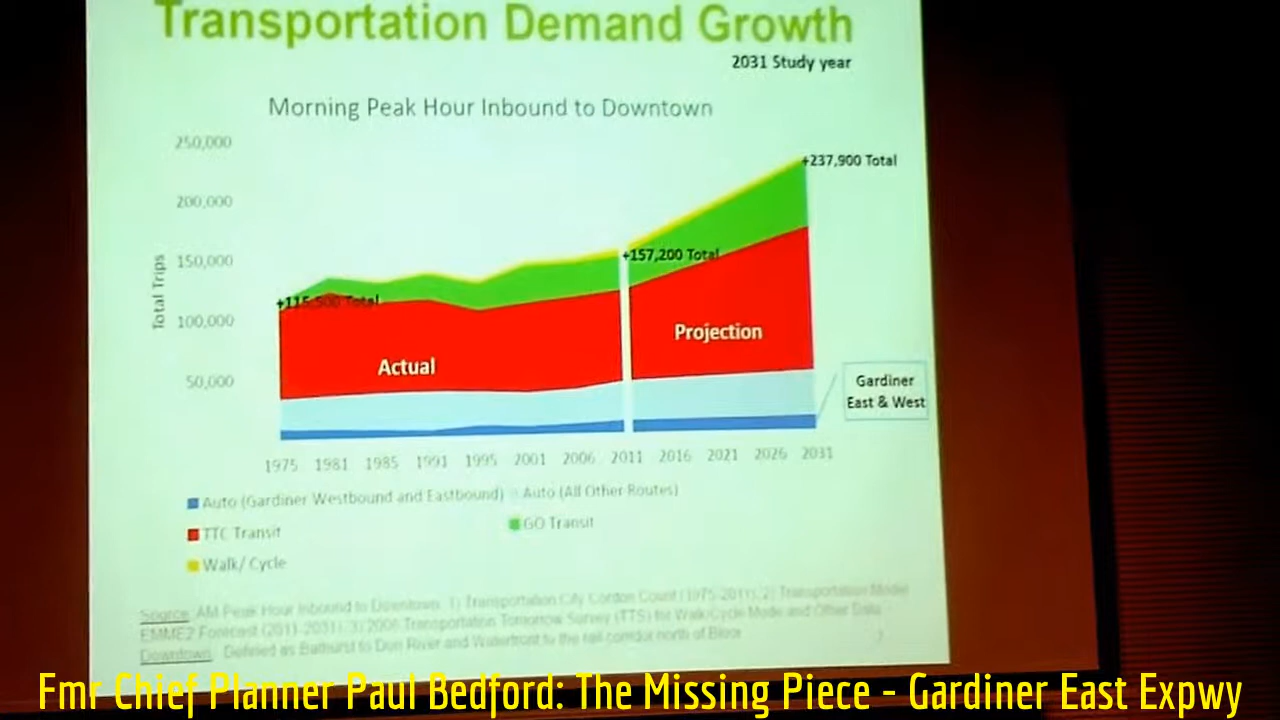 Transportation Demand Growth
2031 Study year
Morning Peak Hour Inbound to Downtown
250,000
200,000
150,000
100,000
50,000
Total Trips
+115,500 Total
+157,200 Total
+237,900 Total
Actual
Projection
Gardiner
East & West
1975 1981 1985 1991 1995 2001 2006 2011 2016 2021 2026 2031
Auto (Gardiner Westbound and Eastbound) Auto (All Other Routes)
TTC Transit GO Transit
Walk/ Cycle
Source: AM Peak Hour Inbound to Downtown. 1) Transportation City Cordon Count (1975-2011), 2) Transportation Model
EMME2 Forecast (2011-2031), 3) 2006 Transportation Tomorrow Survey (TTS) for Walk/Cycle Mode and Other Data
Downtown: Defined as Bathurst to Don River and Waterfront to the rail corridor north of Bloor
7
Fmr Chief Planner Paul Bedford: The Missing Piece - Gardiner East Expwy